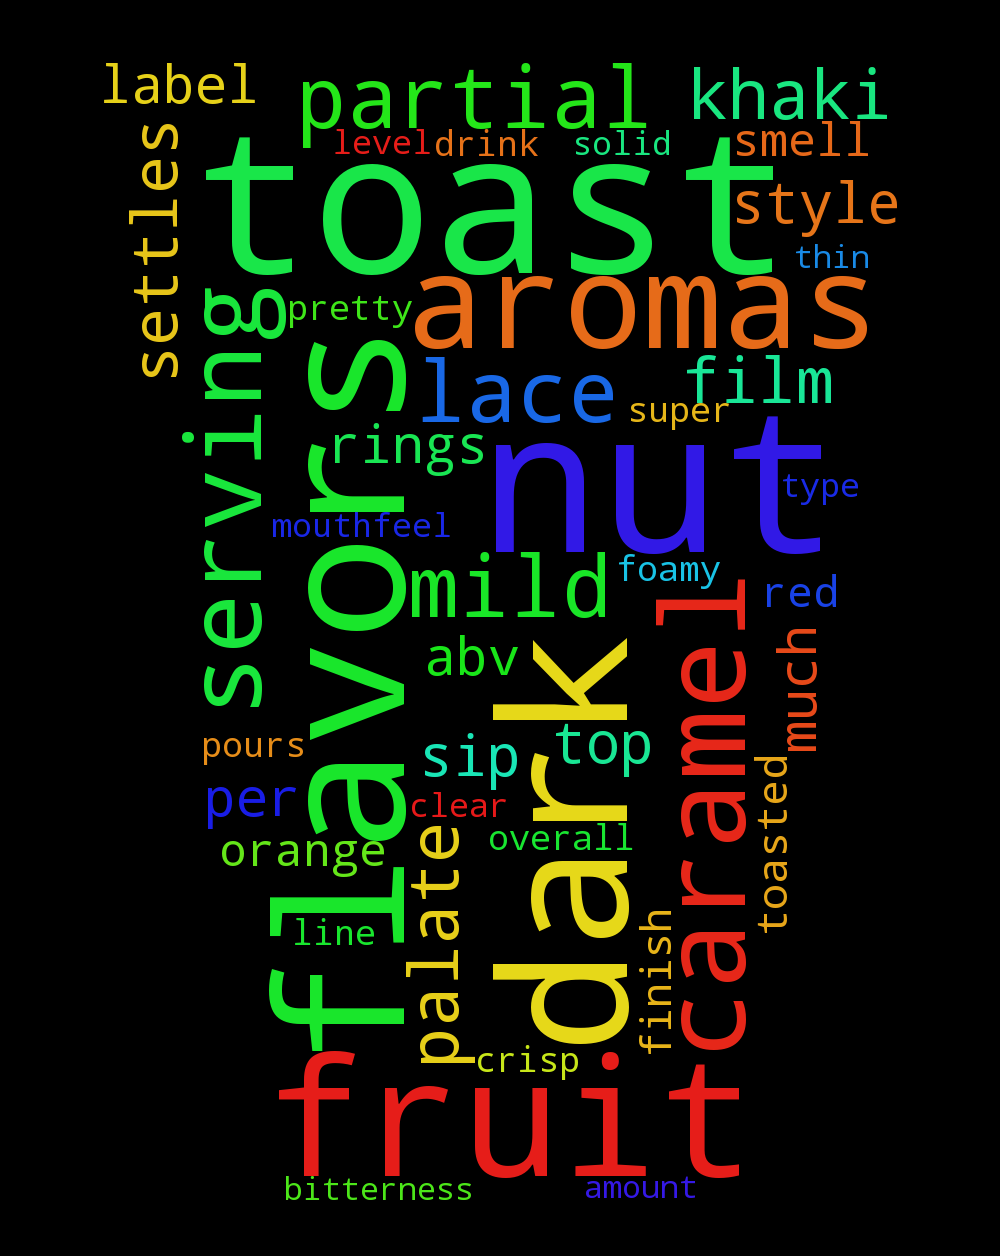 label
partial
khaki
level
drink
solid
smell
settles
toast
style
thin
aromas
pretty
serving
flavors
lace
film
super
rings
nut
type
mouthfeel
mild
foamy
red
abv
dark
caramel
much
pours
sip
top
per
clear
toasted
orange
overall
palate
line
finish
crisp
fruit
bitterness
amount